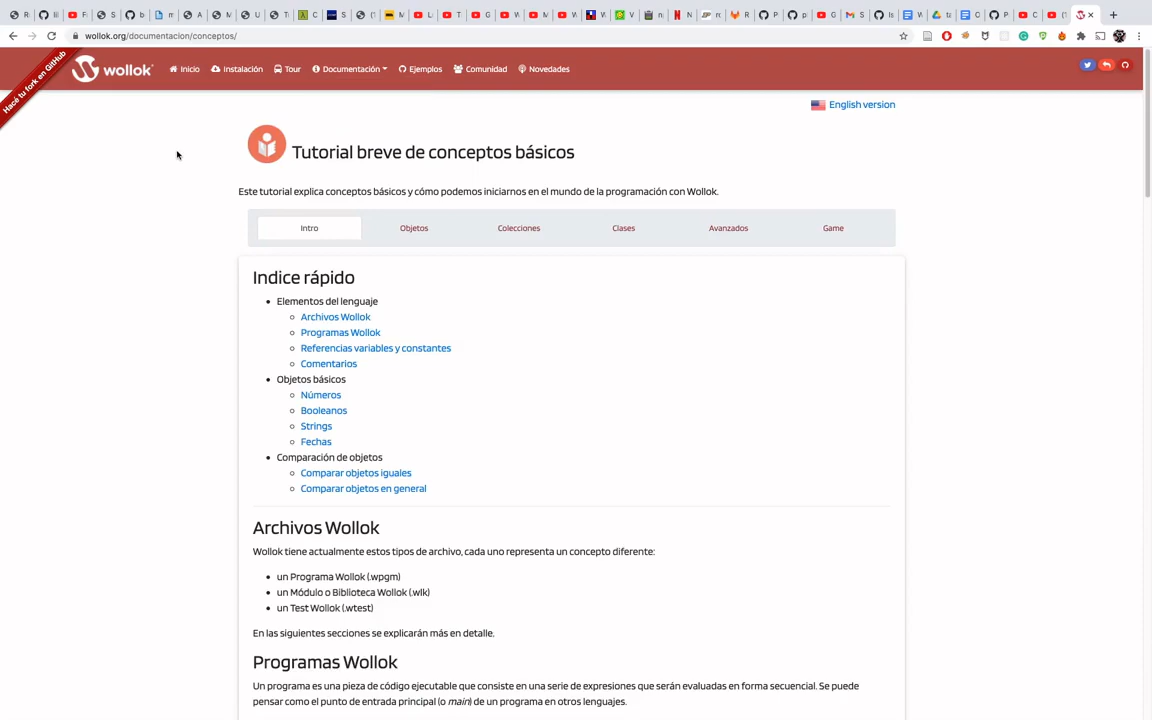 wollok.org/documentacion/conceptos/
Hacé tu fork en GitHub
wollok
Inicio
Instalación
Tour
Documentación
Ejemplos
Comunidad
Novedades
English version
Tutorial breve de conceptos básicos
Este tutorial explica conceptos básicos y cómo podemos iniciarnos en el mundo de la programación con Wollok.
Intro
Objetos
Colecciones
Clases
Avanzados
Game
Indice rápido
Elementos del lenguaje
Archivos Wollok
Programas Wollok
Referencias variables y constantes
Comentarios
Objetos básicos
Números
Booleanos
Strings
Fechas
Comparación de objetos
Comparar objetos iguales
Comparar objetos en general
Archivos Wollok
Wollok tiene actualmente estos tipos de archivo, cada uno representa un concepto diferente:
un Programa Wollok (.wpgm)
un Módulo o Biblioteca Wollok (.wlk)
un Test Wollok (.wtest)
En las siguientes secciones se explicarán más en detalle.
Programas Wollok
Un programa es una pieza de código ejecutable que consiste en una serie de expresiones que serán evaluadas en forma secuencial. Se puede
pensar como el punto de entrada principal (o main) de un programa en otros lenguajes.